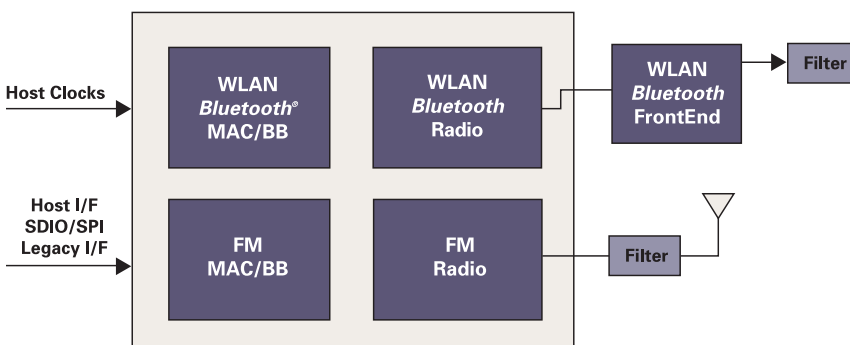 Host Clocks
Host I/F
SDIO/SPI
Legacy I/F
WLAN
Bluetooth®
MAC/BB
WLAN
Bluetooth
Radio
WLAN
Bluetooth
FrontEnd
Filter
FM
MAC/BB
FM
Radio
Filter